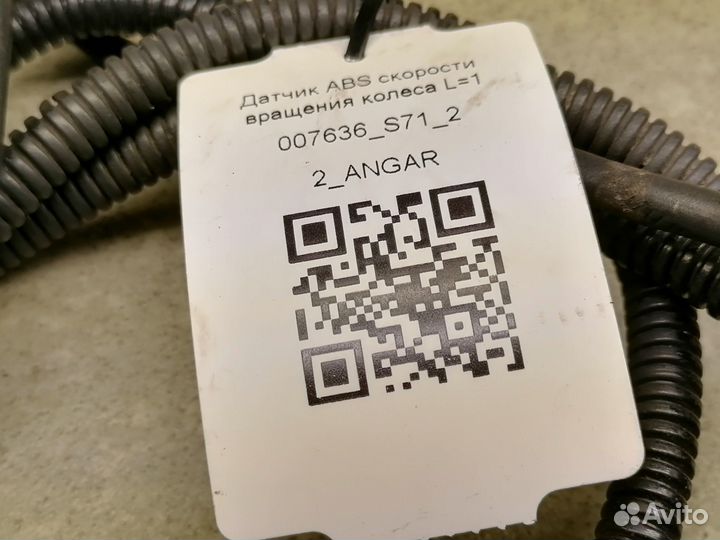 Датчик ABS скорости
вращения колеса L=1
007636_S71_2
2_ANGAR
Avito